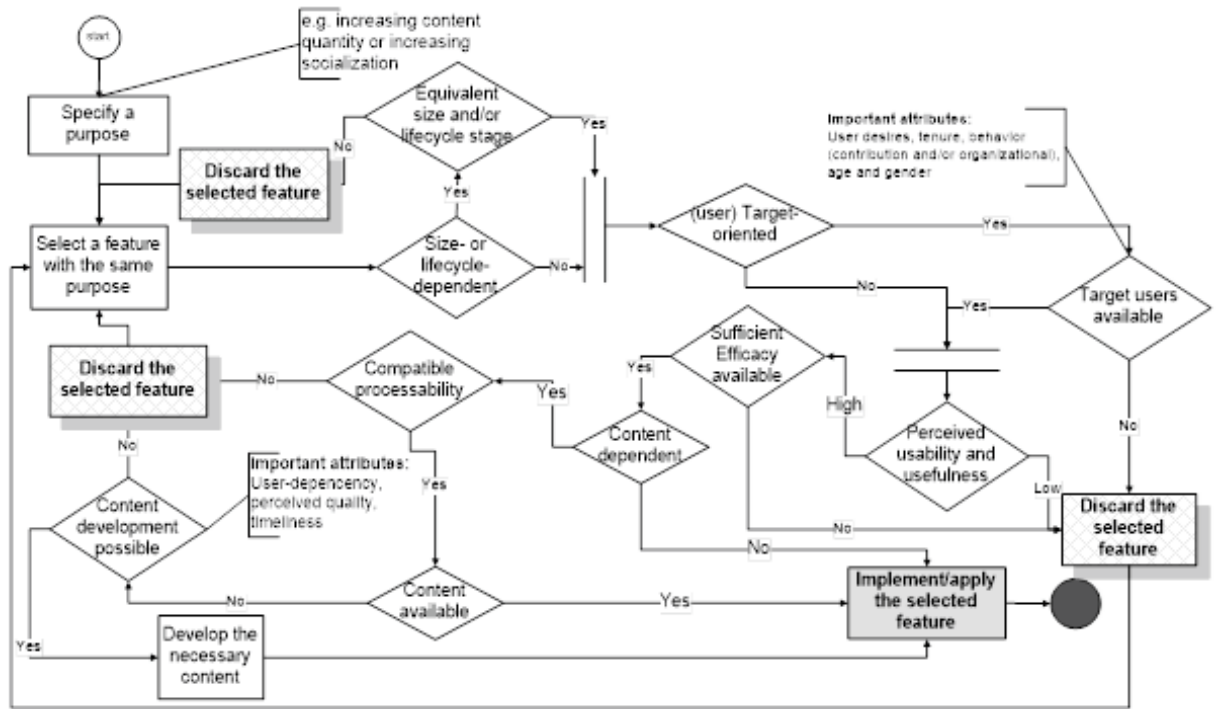 start
e.g. increasing content
quantity or increasing
socialization
Specify a
purpose
Equivalent
size and/or
lifecycle stage
Yes
No
Discard the
selected feature
Important attributes:
User desires, tenure, behavior
(contribution and/or organizational),
age and gender
Yes
Select a feature
with the same
purpose
Size- or
lifecycle-
dependent
No
(user) Target-
oriented
Yes
No
Yes
No
Target users
available
Discard the
selected feature
No
Compatible
processability
Yes
Yes
Sufficient
Efficacy
available
High
Content
dependent
Perceived
usability and
usefulness
No
Low
No
Important attributes:
User-dependency,
perceived quality,
timeliness
Yes
Content
development
possible
No
No
Discard the
selected
feature
No
Content
available
Yes
Implement/apply
the selected
feature
Yes
Develop the
necessary
content